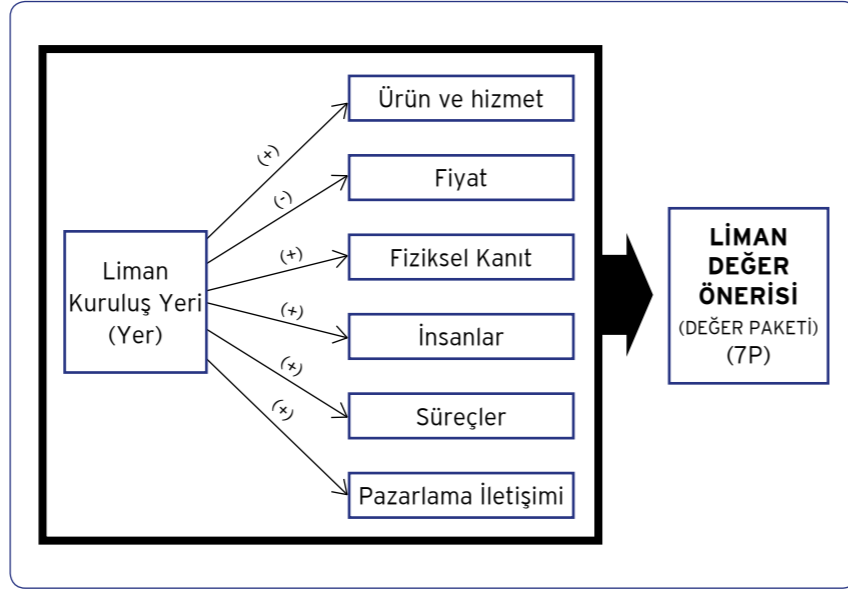 Liman
Kuruluş Yeri
(Yer)
(+)
(-)
(+)
(+)
(+)
(+)
Ürün ve hizmet
Fiyat
Fiziksel Kanıt
İnsanlar
Süreçler
Pazarlama İletişimi
LİMAN
DEĞER
ÖNERİSİ
(DEĞER PAKETİ)
(7P)